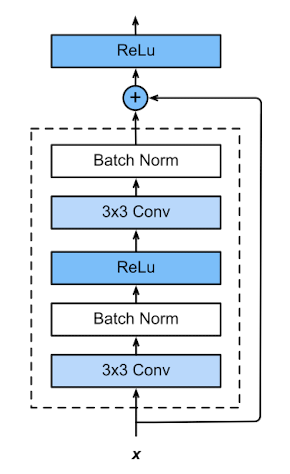 ReLu
+
Batch Norm
3x3 Conv
ReLu
Batch Norm
3x3 Conv
x